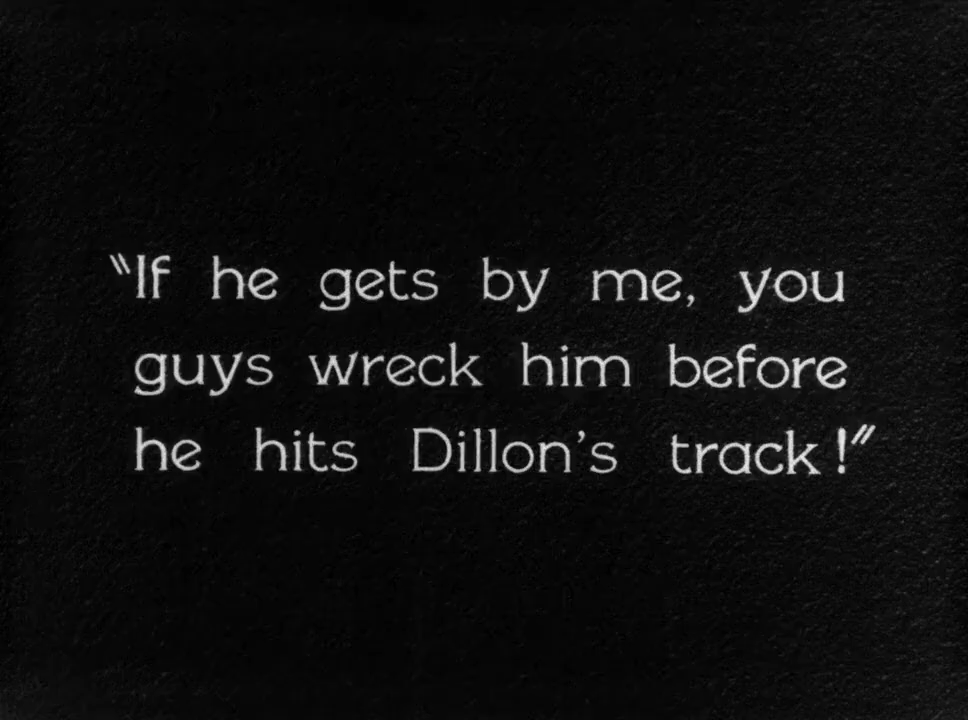 "If he gets by me, you
guys wreck him before
he hits Dillon's track!"